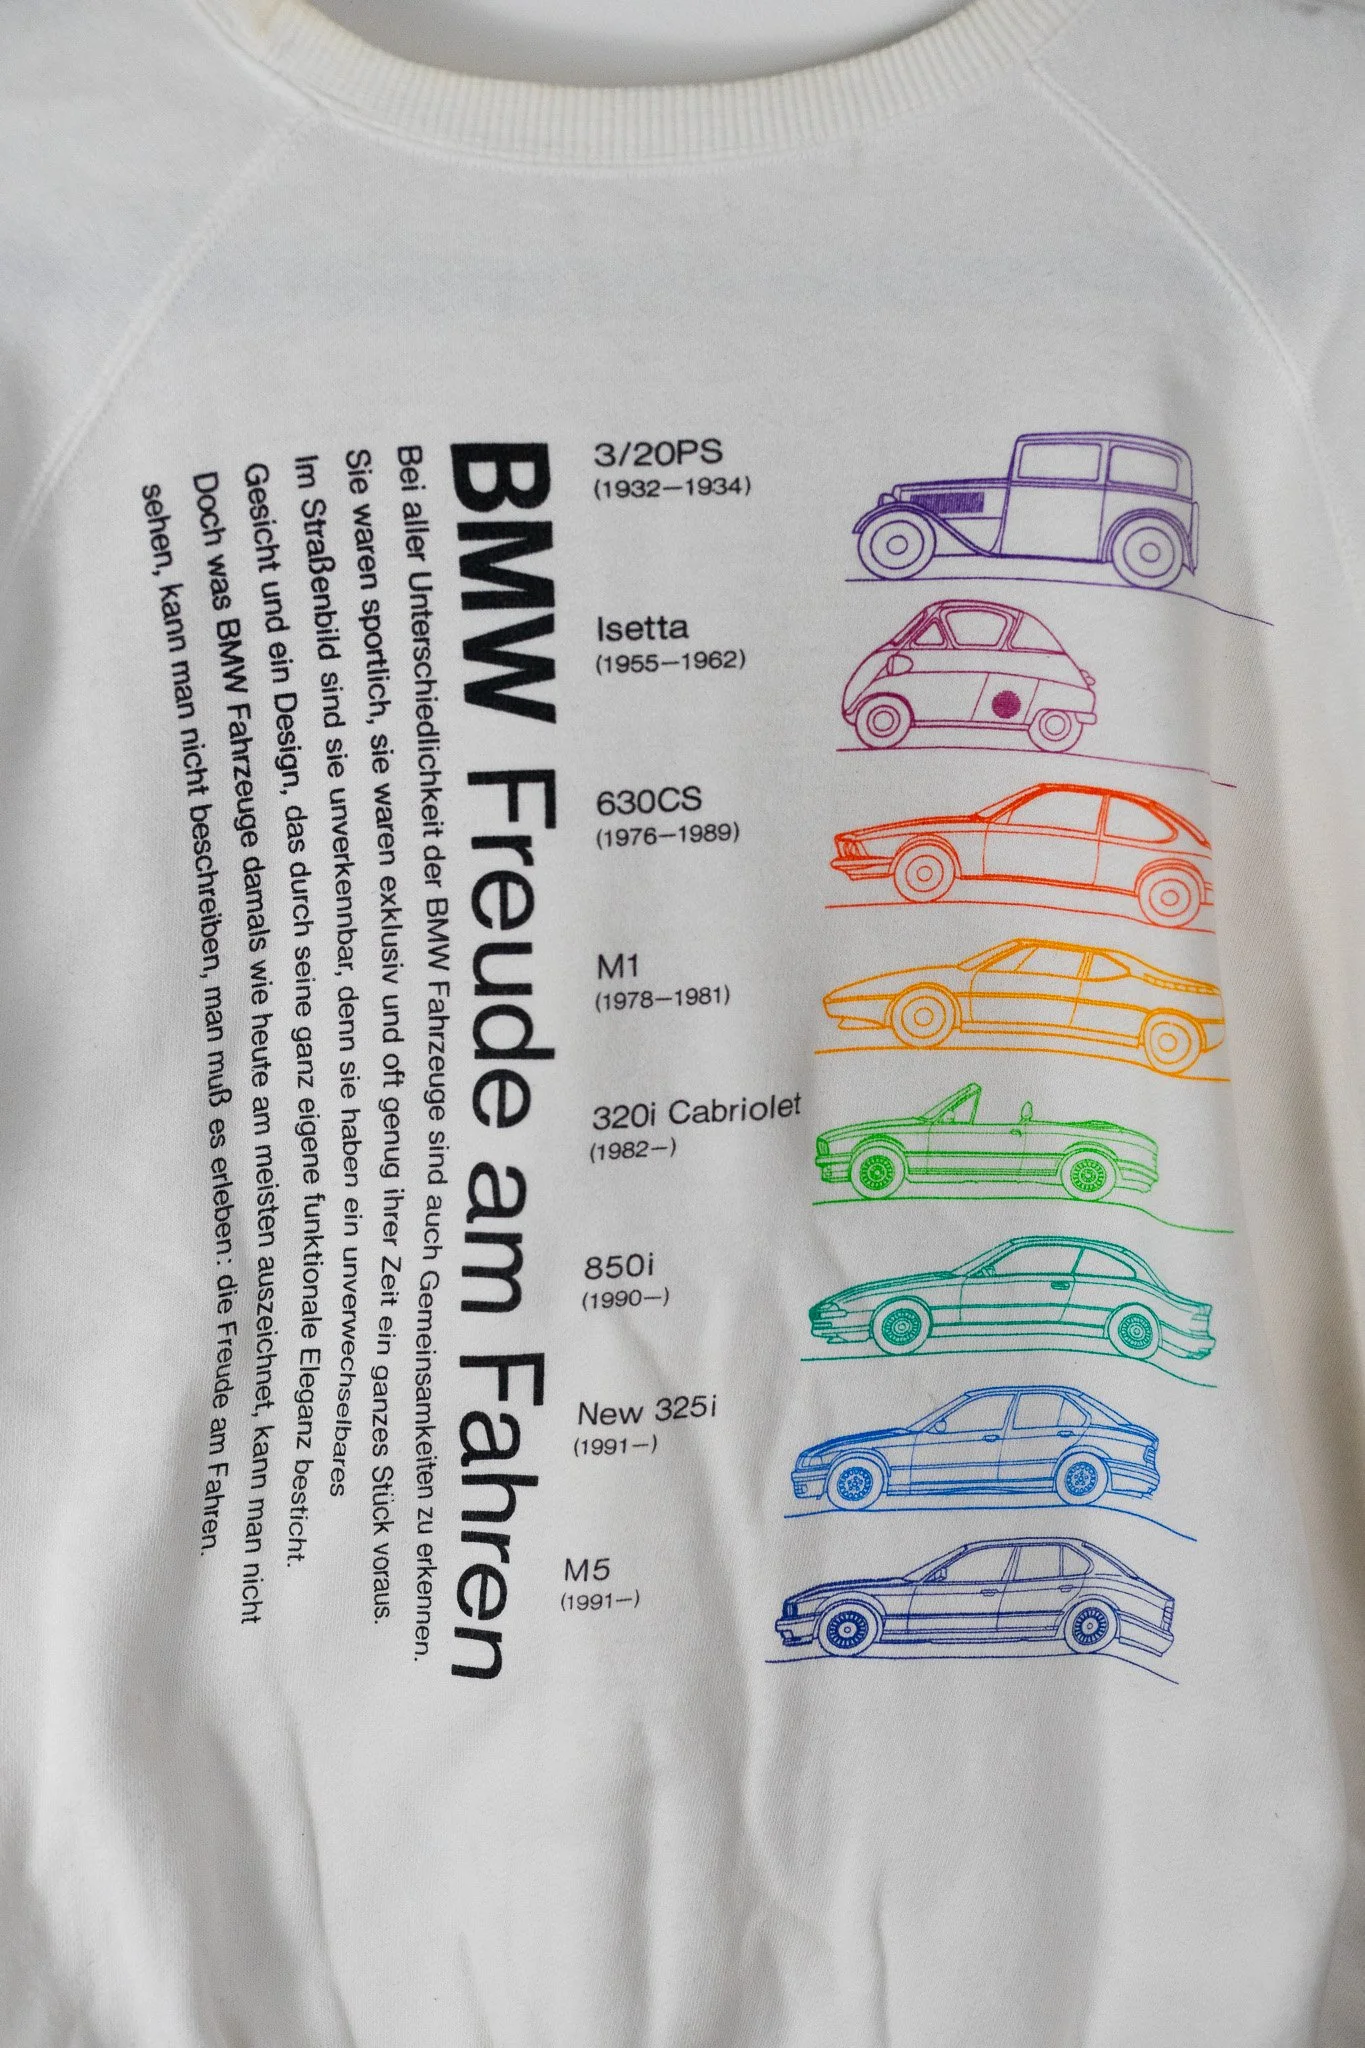 BMW Freude am Fahren
Bei aller Unterschiedlichkeit der BMW Fahrzeuge sind auch Gemeinsamkeiten zu erkennen.
Sie waren sportlich, sie waren exklusiv und oft genug ihrer Zeit ein ganzes Stück voraus.
Im Straßenbild sind sie unverkennbar, denn sie haben ein unverwechselbares
Gesicht und ein Design, das durch seine ganz eigene funktionale Eleganz besticht.
Doch was BMW Fahrzeuge damals wie heute am meisten auszeichnet, kann man nicht
sehen, kann man nicht beschreiben, man muß es erleben: die Freude am Fahren.
3/20PS
(1932–1934)
Isetta
(1955–1962)
630CS
(1976–1989)
M1
(1978–1981)
320i Cabriolet
(1982–)
850i
(1990–)
New 325i
(1991–)
M5
(1991–)